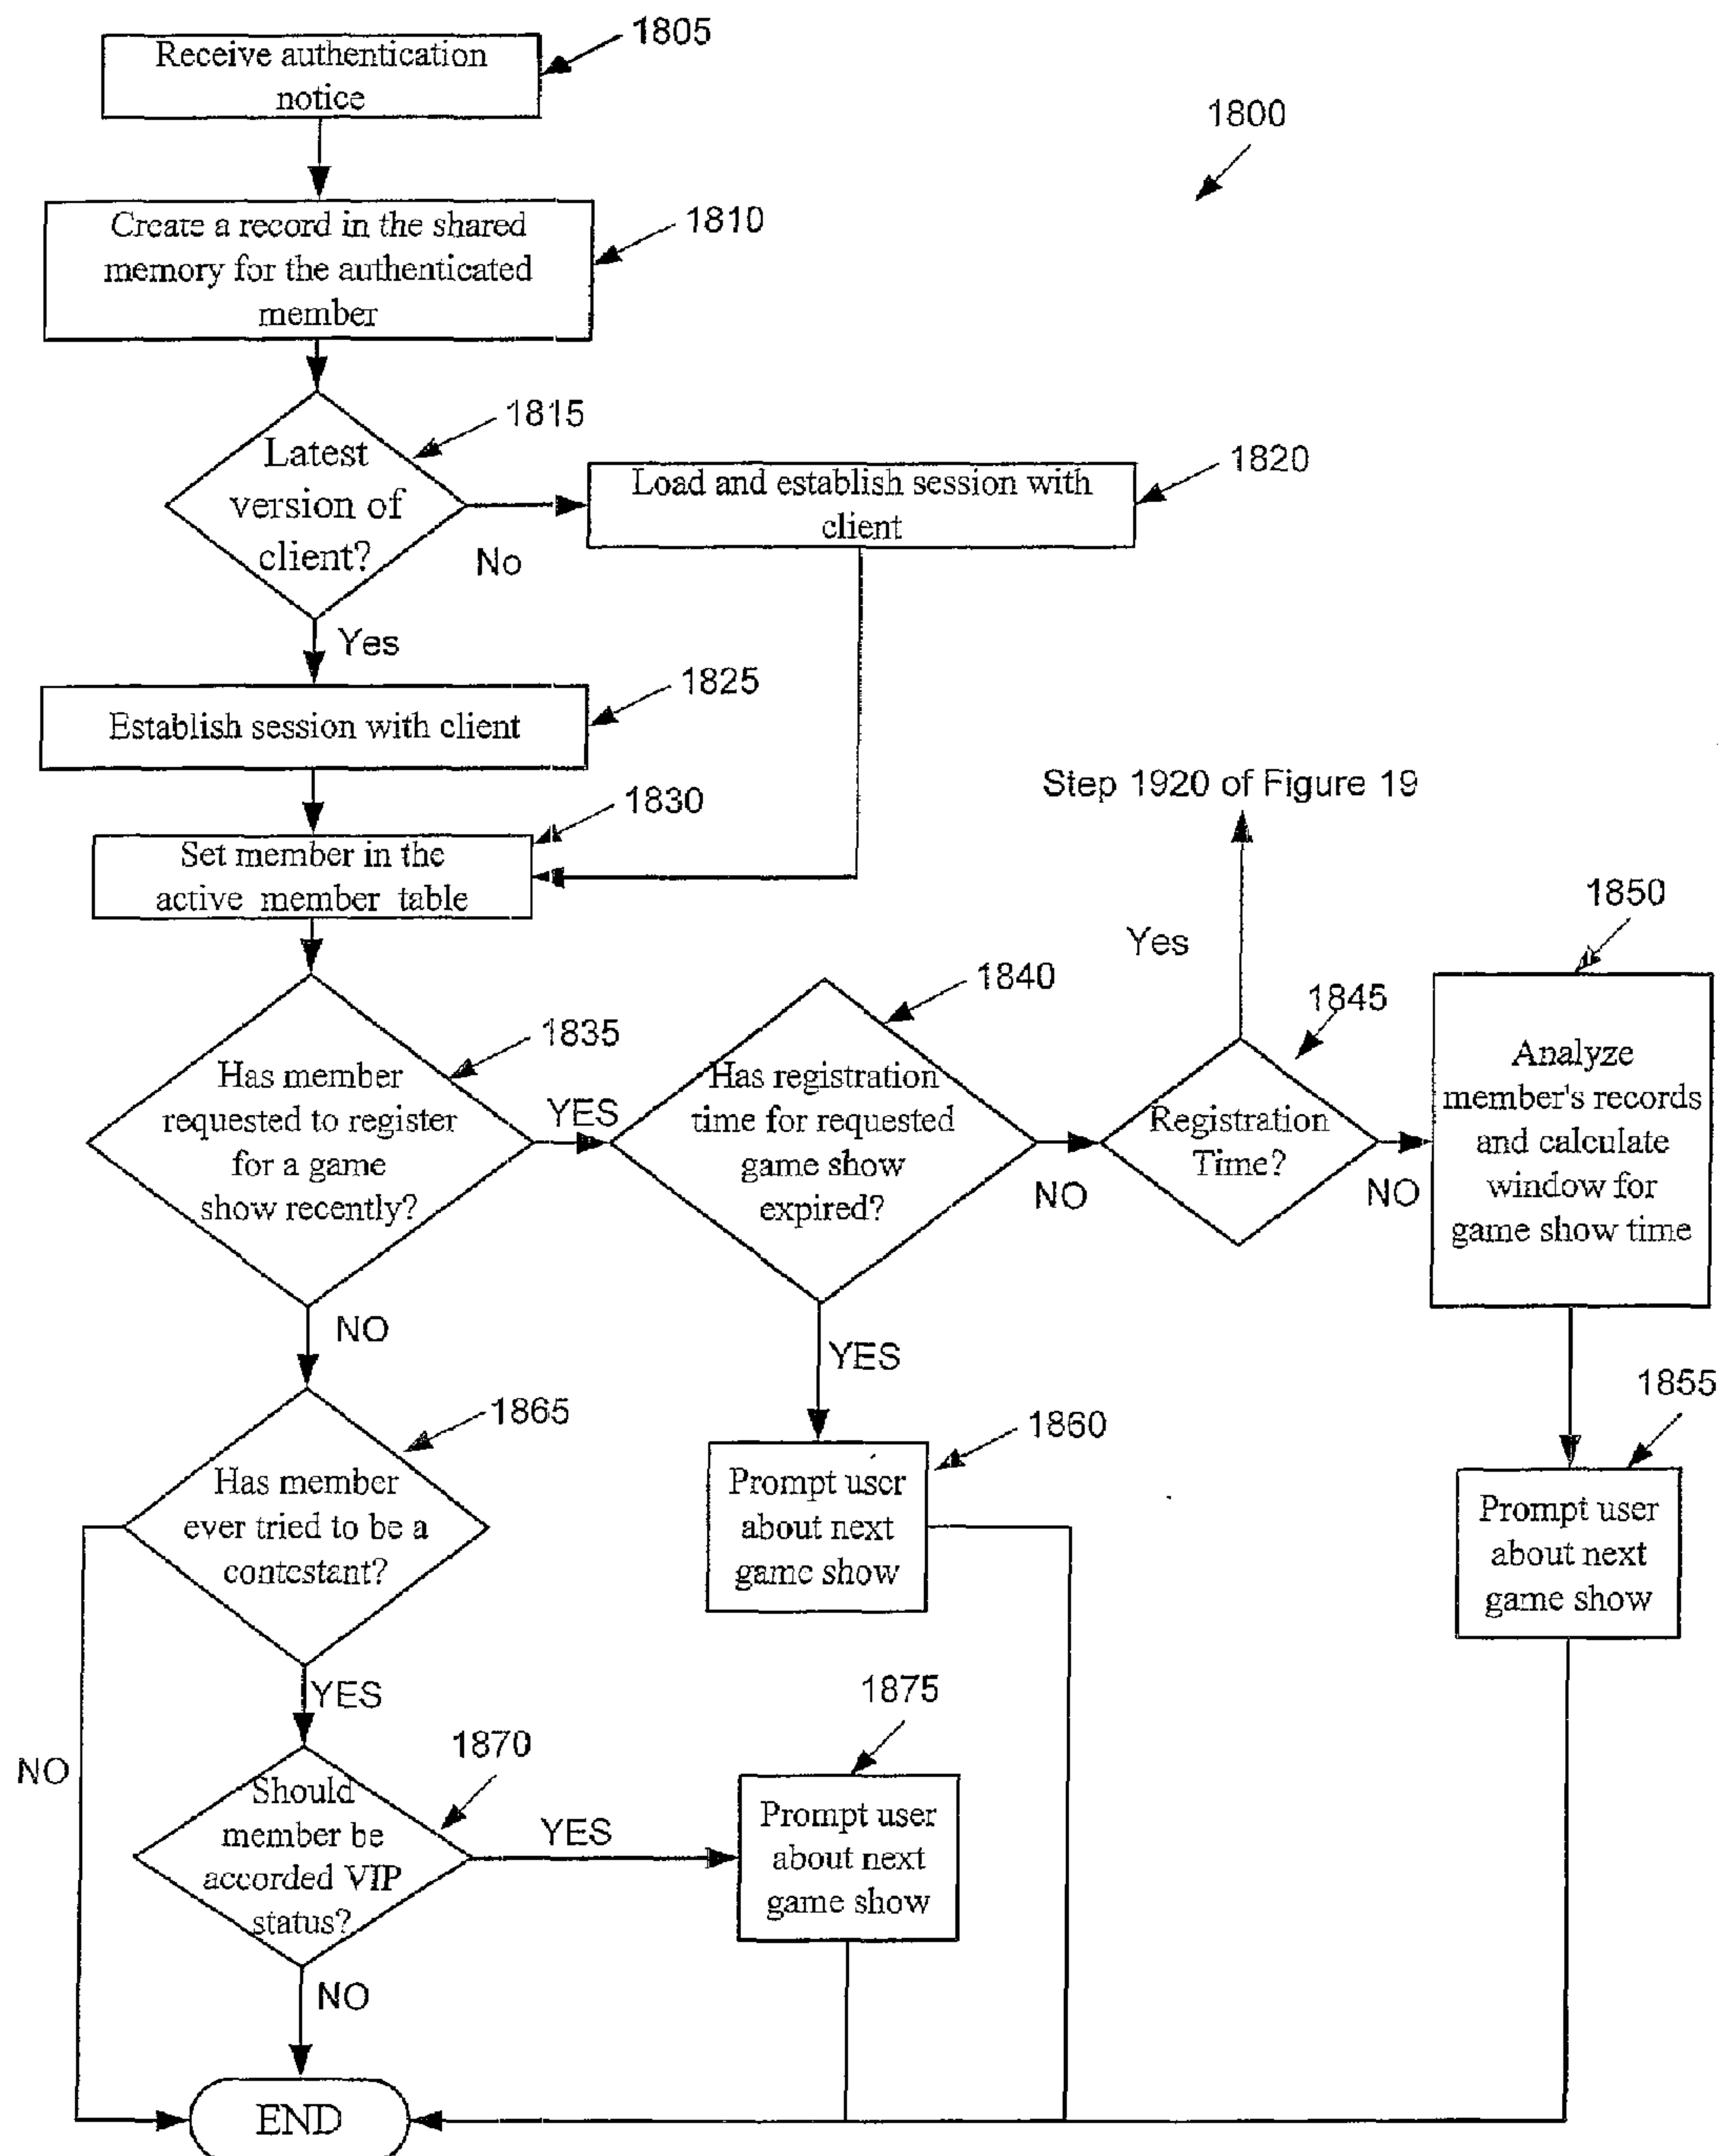 1805
Receive authentication
notice
1800
1810
Create a record in the shared
memory for the authenticated
member
1815
Latest
version of
client?
No
1820
Load and establish session with
client
Yes
1825
Establish session with client
1830
Set member in the
active member table
Step 1920 of Figure 19
Yes
1835
Has member
requested to register
for a game
show recently?
YES
NO
1840
Has registration
time for requested
game show
expired?
NO
YES
1845
Registration
Time?
NO
1850
Analyze
member's records
and calculate
window for
game show time
1855
Prompt user
about next
game show
1860
Prompt user
about next
game show
1865
Has member
ever tried to be a
contestant?
YES
NO
1870
Should
member be
accorded VIP
status?
YES
1875
Prompt user
about next
game show
NO
END